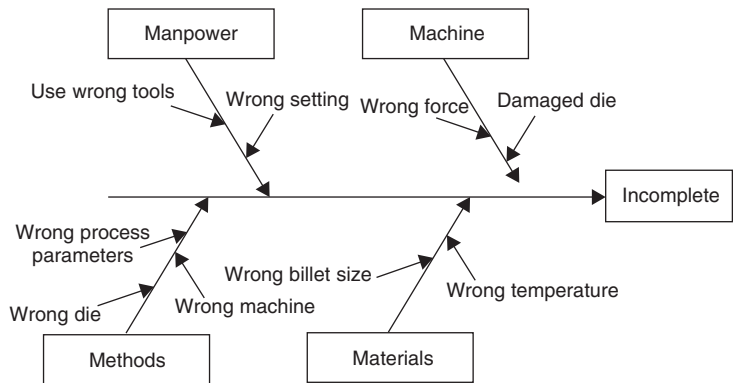 Manpower
Machine
Use wrong tools
Wrong setting
Wrong force
Damaged die
Incomplete
Wrong process
parameters
Wrong billet size
Wrong temperature
Wrong machine
Wrong die
Methods
Materials